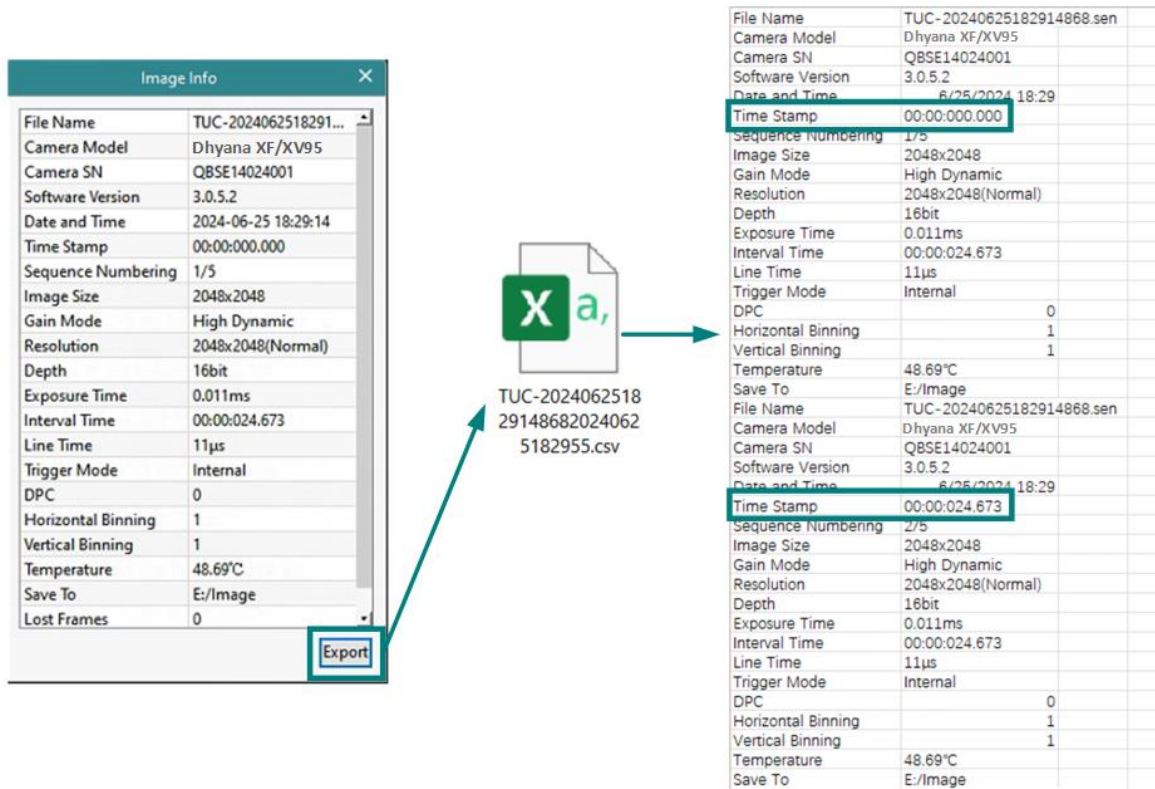 Image Info
File Name TUC-2024062518291...
Camera Model Dhyana XF/XV95
Camera SN QBSE14024001
Software Version 3.0.5.2
Date and Time 2024-06-25 18:29:14
Time Stamp 00:00:000.000
Sequence Numbering 1/5
Image Size 2048x2048
Gain Mode High Dynamic
Resolution 2048x2048(Normal)
Depth 16bit
Exposure Time 0.011ms
Interval Time 00:00:024.673
Line Time 11µs
Trigger Mode Internal
DPC 0
Horizontal Binning 1
Vertical Binning 1
Temperature 48.69℃
Save To E:/Image
Lost Frames 0
Export
X a,
TUC-2024062518
29148682024062
5182955.csv
File Name TUC-20240625182914868.sen
Camera Model Dhyana XF/XV95
Camera SN QBSE14024001
Software Version 3.0.5.2
Date and Time 6/25/2024 18:29
Time Stamp 00:00:000.000
Sequence Numbering 1/5
Image Size 2048x2048
Gain Mode High Dynamic
Resolution 2048x2048(Normal)
Depth 16bit
Exposure Time 0.011ms
Interval Time 00:00:024.673
Line Time 11µs
Trigger Mode Internal
DPC 0
Horizontal Binning 1
Vertical Binning 1
Temperature 48.69℃
Save To E:/Image
File Name TUC-20240625182914868.sen
Camera Model Dhyana XF/XV95
Camera SN QBSE14024001
Software Version 3.0.5.2
Date and Time 6/25/2024 18:29
Time Stamp 00:00:024.673
Sequence Numbering 2/5
Image Size 2048x2048
Gain Mode High Dynamic
Resolution 2048x2048(Normal)
Depth 16bit
Exposure Time 0.011ms
Interval Time 00:00:024.673
Line Time 11µs
Trigger Mode Internal
DPC 0
Horizontal Binning 1
Vertical Binning 1
Temperature 48.69℃
Save To E:/Image